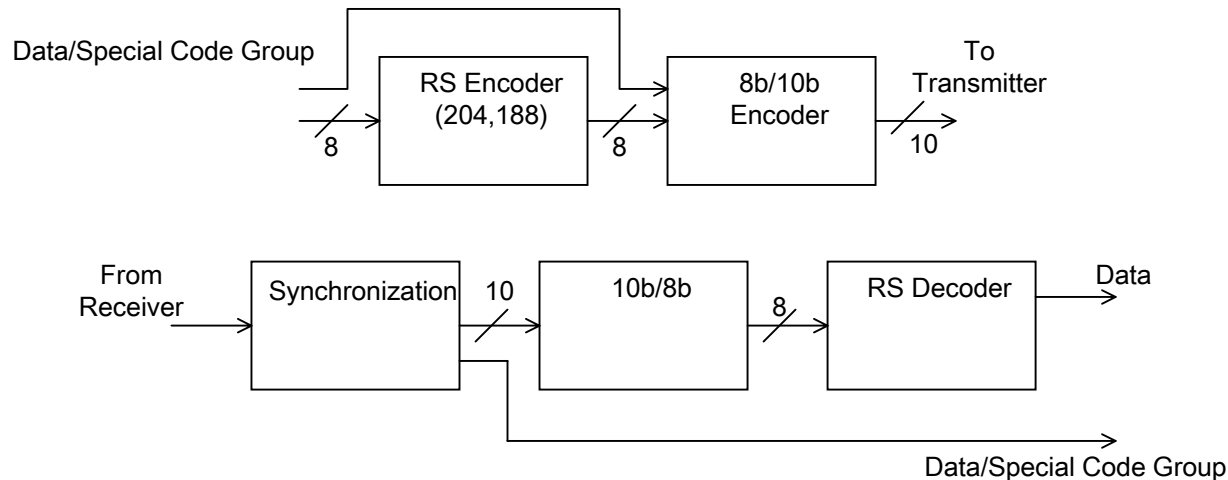 Data/Special Code Group
RS Encoder
(204,188)
8b/10b
Encoder
To
Transmitter
8
8
10
From
Receiver
Synchronization
10
10b/8b
8
RS Decoder
Data
Data/Special Code Group